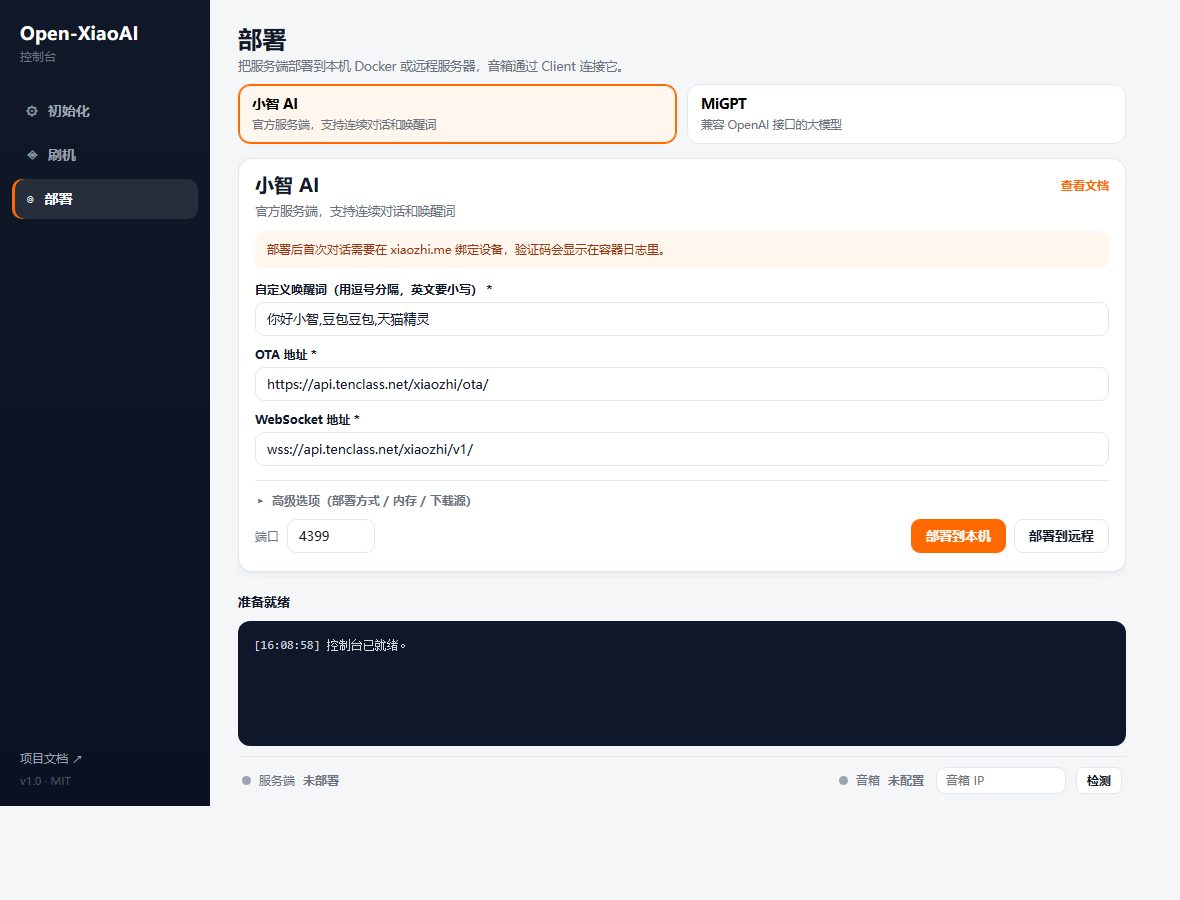 Open-XiaoAI
控制台
初始化
刷机
部署
项目文档 ↗
v1.0 · MIT
部署
把服务端部署到本机 Docker 或远程服务器，音箱通过 Client 连接它。
小智 AI
官方服务端，支持连续对话和唤醒词
MiGPT
兼容 OpenAI 接口的大模型
小智 AI
查看文档
官方服务端，支持连续对话和唤醒词
部署后首次对话需要在 xiaozhi.me 绑定设备，验证码会显示在容器日志里。
自定义唤醒词（用逗号分隔，英文要小写） *
你好小智,豆包豆包,天猫精灵
OTA 地址 *
https://api.tenclass.net/xiaozhi/ota/
WebSocket 地址 *
wss://api.tenclass.net/xiaozhi/v1/
▸ 高级选项（部署方式 / 内存 / 下载源）
端口 4399 部署到本机 部署到远程
准备就绪
[16:08:58] 控制台已就绪。
服务端 未部署 音箱 未配置 音箱 IP 检测